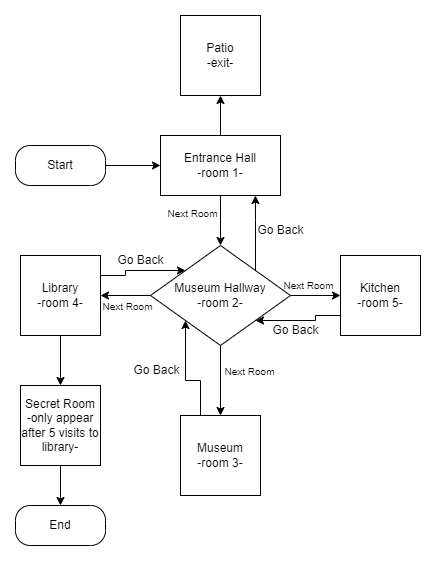 Patio
-exit-
Start
Entrance Hall
-room 1-
Next Room
Go Back
Go Back
Library
-room 4-
Next Room
Museum Hallway
-room 2-
Next Room
Kitchen
-room 5-
Go Back
Go Back
Next Room
Secret Room
-only appear
after 5 visits to
library-
Museum
-room 3-
End